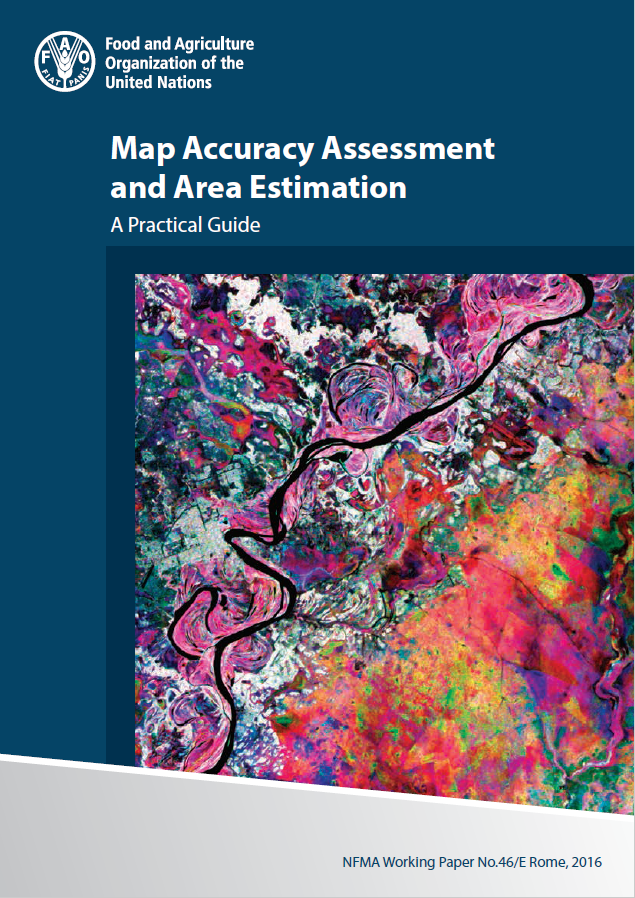 F A O
FIAT PANIS
Food and Agriculture
Organization of the
United Nations
Map Accuracy Assessment
and Area Estimation
A Practical Guide
NFMA Working Paper No.46/E Rome, 2016